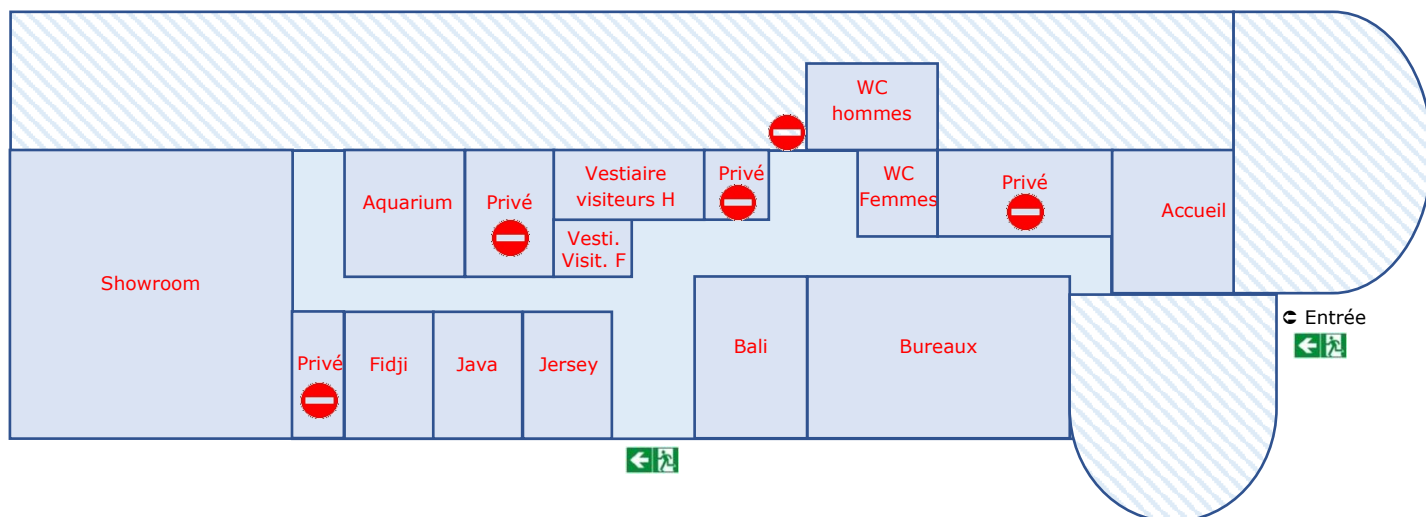 WC
hommes
Aquarium
Privé
Vestiaire
visiteurs H
Privé
WC
Femmes
Privé
Accueil
Vesti.
Visit. F
Showroom
Entrée
Privé
Fidji
Java
Jersey
Bali
Bureaux